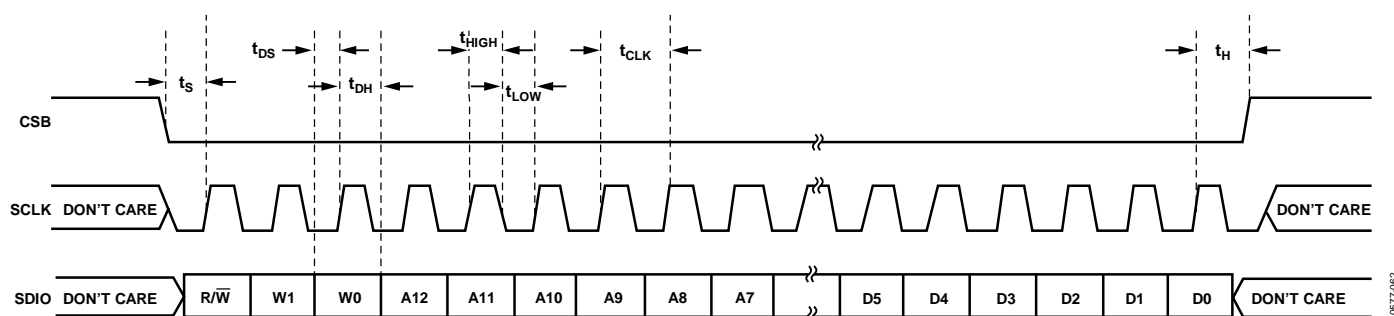 tDS
tHIGH
tCLK
tH
tS
tDH
tLOW
CSB
SCLK DON'T CARE
DON'T CARE
SDIO DON'T CARE R/W̅ W1 W0 A12 A11 A10 A9 A8 A7 D5 D4 D3 D2 D1 D0 DON'T CARE